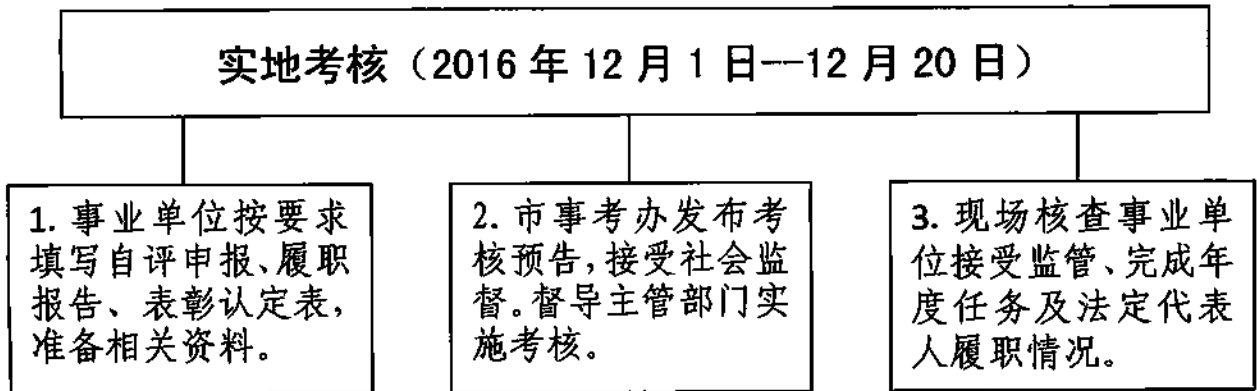 实地考核（2016 年 12 月 1 日--12 月 20 日）
1. 事业单位按要求
填写自评申报、履职
报告、表彰认定表，
准备相关资料。
2. 市事考办发布考
核预告，接受社会监
督。督导主管部门实
施考核。
3. 现场核查事业单
位接受监管、完成年
度任务及法定代表
人履职情况。